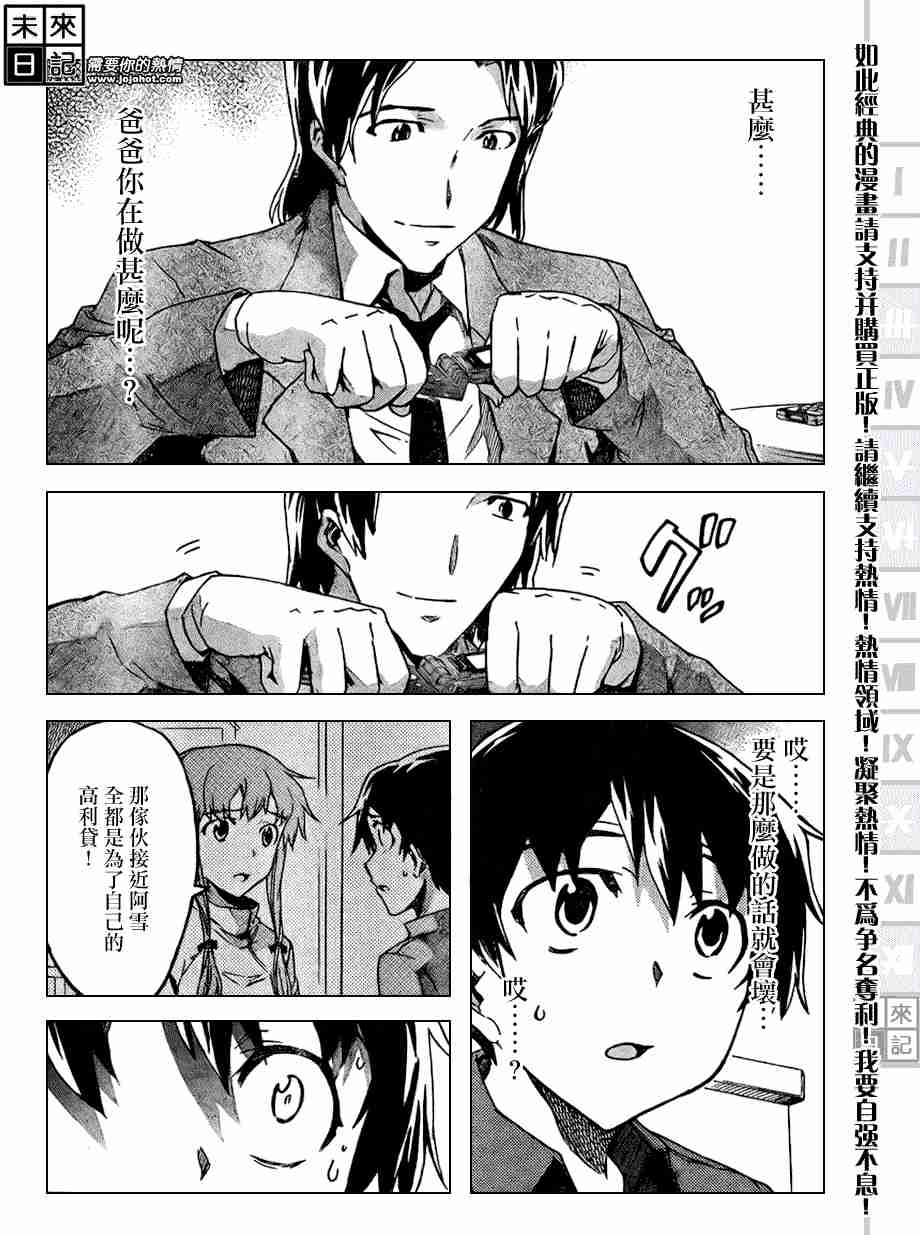 未來
日記
需要你的熱情
www.jojohot.com
甚麼……
爸爸你在做甚麼呢…?
グッ
哎……
要是那麼做的話就會壞…
哎……?
那傢伙接近阿雪
全都是為了自己的
高利貸！
如此經典的漫畫請支持并購買正版！請繼續支持熱情！熱情領域！凝聚熱情！不爲争名奪利！我要自强不息！
I
II
III
IV
V
VI
VII
VIII
IX
X
XI
來
記